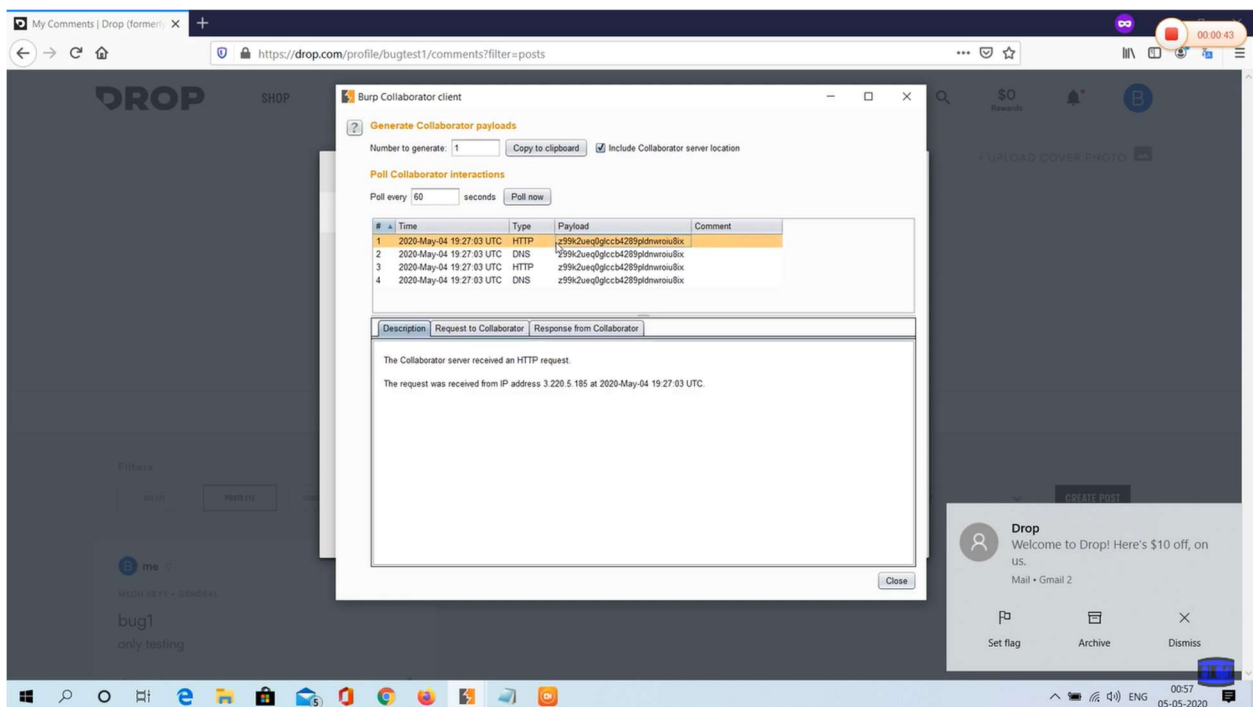 My Comments | Drop (formerly
00:00:43
https://drop.com/profile/bugtest1/comments?filter=posts
DROP
SHOP
$0
Rewards
B
+ UPLOAD COVER PHOTO
Burp Collaborator client
?
Generate Collaborator payloads
Number to generate: 1 Copy to clipboard Include Collaborator server location
Poll Collaborator interactions
Poll every 60 seconds Poll now
# Time Type Payload Comment
1 2020-May-04 19:27:03 UTC HTTP z99k2ueq0glccb4289pldnwroiu8ix
2 2020-May-04 19:27:03 UTC DNS z99k2ueq0glccb4289pldnwroiu8ix
3 2020-May-04 19:27:03 UTC HTTP z99k2ueq0glccb4289pldnwroiu8ix
4 2020-May-04 19:27:03 UTC DNS z99k2ueq0glccb4289pldnwroiu8ix
Description Request to Collaborator Response from Collaborator
The Collaborator server received an HTTP request.
The request was received from IP address 3.220.5.185 at 2020-May-04 19:27:03 UTC.
Close
Filters
CREATE POST
B me
MECH KEYS • GENERAL
bug1
only testing
Drop
Welcome to Drop! Here's $10 off, on
us.
Mail • Gmail 2
Set flag Archive Dismiss
5
ENG
00:57
05-05-2020